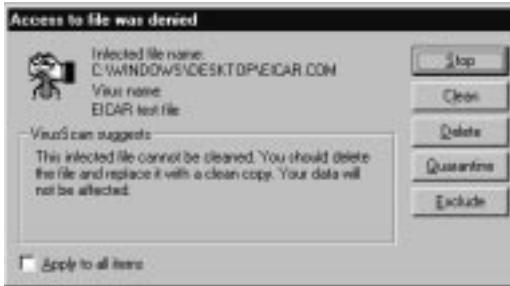 Access to file was denied
Infected file name:
C:\WINDOWS\DESKTOP\EICAR.COM
Virus name:
EICAR test file
VirusScan suggests
This infected file cannot be cleaned. You should delete
the file and replace it with a clean copy. Your data will
not be affected.
Apply to all items
Stop
Clean
Delete
Quarantine
Exclude